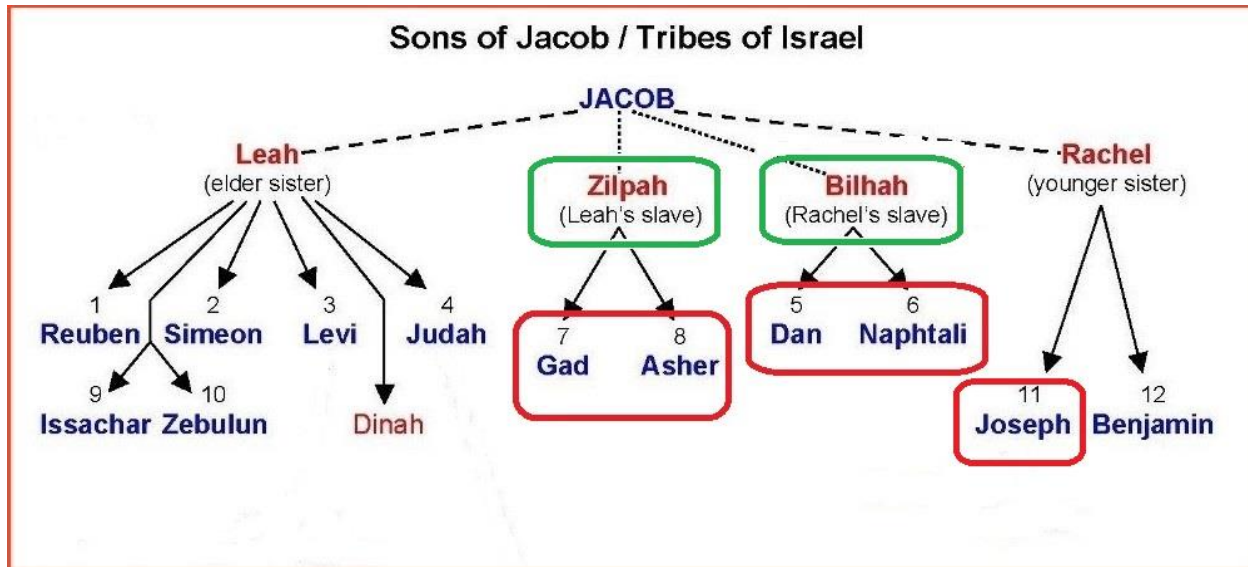 Sons of Jacob / Tribes of Israel
JACOB
Leah
(elder sister)
Zilpah
(Leah's slave)
Bilhah
(Rachel's slave)
Rachel
(younger sister)
1
Reuben
2
Simeon
3
Levi
4
Judah
9
Issachar
10
Zebulun
Dinah
7
Gad
8
Asher
5
Dan
6
Naphtali
11
Joseph
12
Benjamin